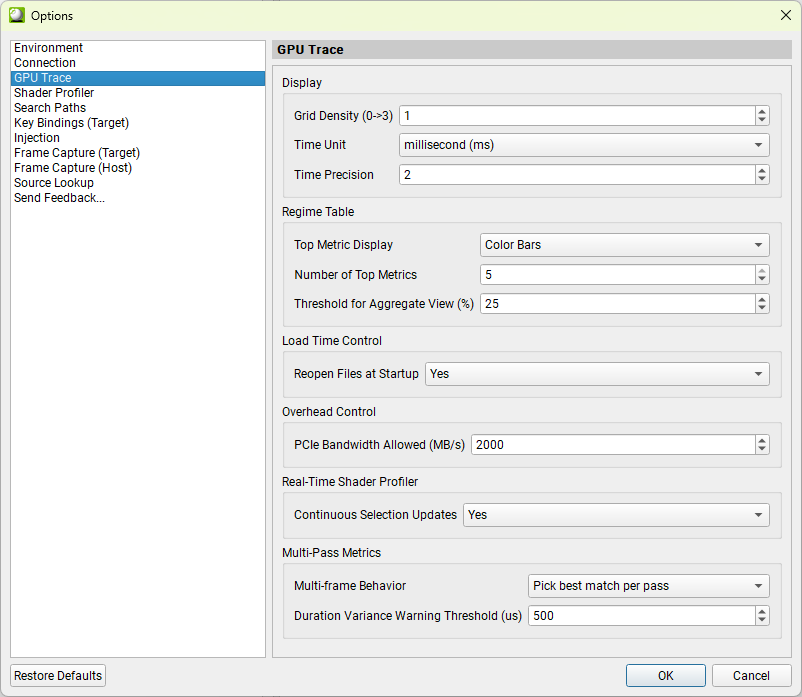 Options
Environment
Connection
GPU Trace
Shader Profiler
Search Paths
Key Bindings (Target)
Injection
Frame Capture (Target)
Frame Capture (Host)
Source Lookup
Send Feedback...
GPU Trace
Display
Grid Density (0->3) 1
Time Unit millisecond (ms)
Time Precision 2
Regime Table
Top Metric Display Color Bars
Number of Top Metrics 5
Threshold for Aggregate View (%) 25
Load Time Control
Reopen Files at Startup Yes
Overhead Control
PCIe Bandwidth Allowed (MB/s) 2000
Real-Time Shader Profiler
Continuous Selection Updates Yes
Multi-Pass Metrics
Multi-frame Behavior Pick best match per pass
Duration Variance Warning Threshold (us) 500
Restore Defaults OK Cancel